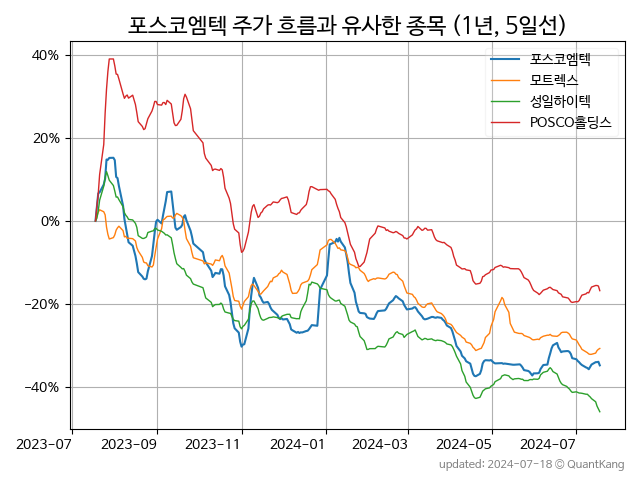 포스코엠텍 주가 흐름과 유사한 종목 (1년, 5일선)
포스코엠텍
모트렉스
성일하이텍
POSCO홀딩스
40%
20%
0%
−20%
−40%
2023-07 2023-09 2023-11 2024-01 2024-03 2024-05 2024-07
updated: 2024-07-18 © QuantKang